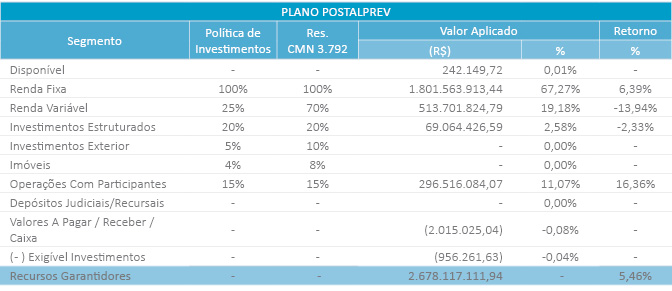 PLANO POSTALPREV
Segmento Política de Investimentos Res. CMN 3.792 Valor Aplicado Retorno
(R$) % %
Disponível - - 242.149,72 0,01% -
Renda Fixa 100% 100% 1.801.563.913,44 67,27% 6,39%
Renda Variável 25% 70% 513.701.824,79 19,18% -13,94%
Investimentos Estruturados 20% 20% 69.064.426,59 2,58% -2,33%
Investimentos Exterior 5% 10% - 0,00% -
Imóveis 4% 8% - 0,00% -
Operações Com Participantes 15% 15% 296.516.084,07 11,07% 16,36%
Depósitos Judiciais/Recursais - - 0,00% -
Valores A Pagar / Receber /
Caixa - - (2.015.025,04) -0,08% -
(- ) Exigível Investimentos - - (956.261,63) -0,04% -
Recursos Garantidores - - 2.678.117.111,94 - 5,46%